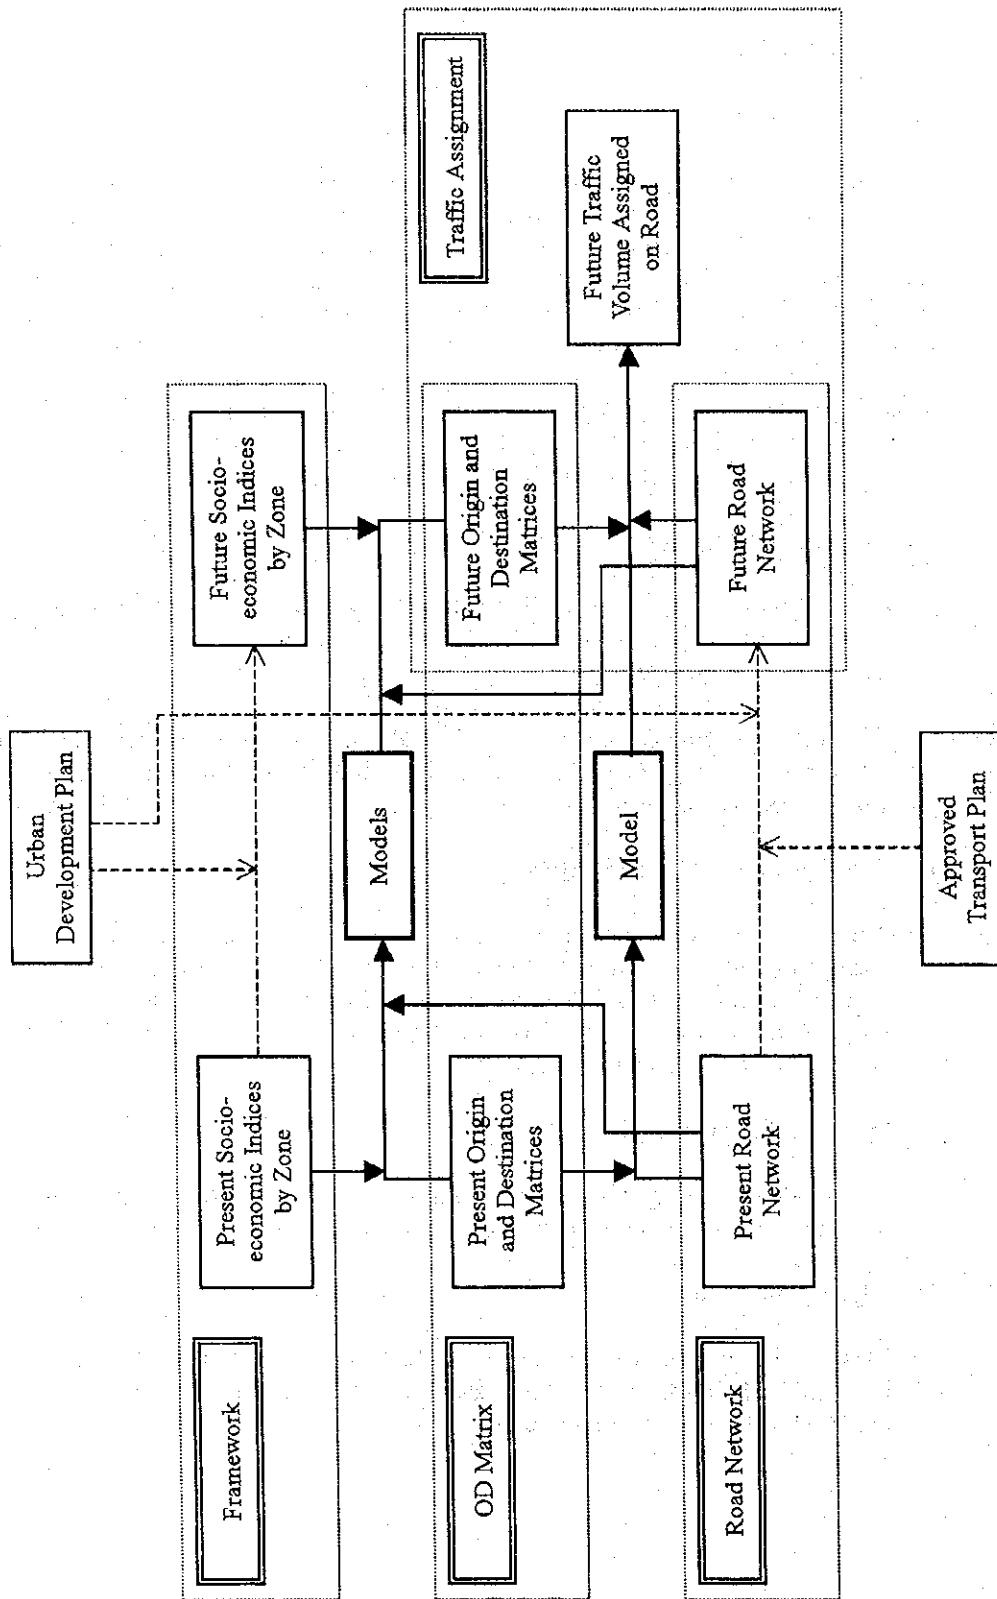 Urban
Development Plan
Framework
Present Socio-
economic Indices
by Zone
Future Socio-
economic Indices
by Zone
Models
Traffic Assignment
OD Matrix
Present Origin
and Destination
Matrices
Future Origin and
Destination
Matrices
Future Traffic
Volume Assigned
on Road
Model
Road Network
Present Road
Network
Future Road
Network
Approved
Transport Plan